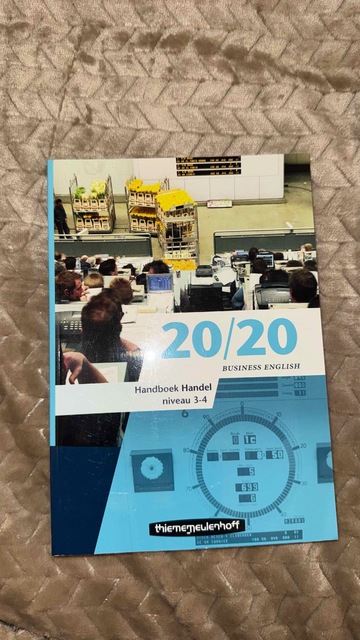 20/20
BUSINESS ENGLISH
Handboek Handel
niveau 3-4
thiememeulenhoff